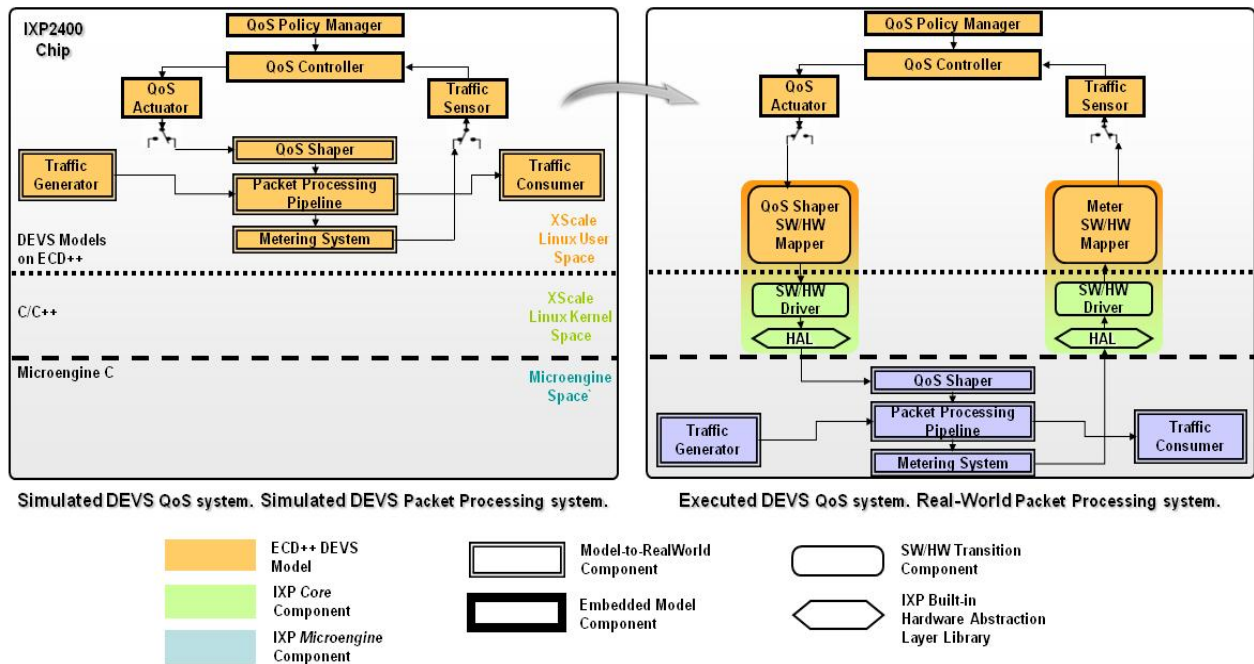 IXP2400
Chip
QoS Policy Manager
QoS Controller
QoS
Actuator
Traffic
Sensor
QoS Shaper
Traffic
Generator
Packet Processing
Pipeline
Traffic
Consumer
Metering System
DEVS Models
on ECD++
XScale
Linux User
Space
C/C++
XScale
Linux Kernel
Space
Microengine C
Microengine
Space`
QoS Policy Manager
QoS Controller
QoS
Actuator
Traffic
Sensor
QoS Shaper
SW/HW
Mapper
Meter
SW/HW
Mapper
SW/HW
Driver
SW/HW
Driver
HAL
HAL
QoS Shaper
Traffic
Generator
Packet Processing
Pipeline
Traffic
Consumer
Metering System
Simulated DEVS QoS system. Simulated DEVS Packet Processing system.
Executed DEVS QoS system. Real-World Packet Processing system.
ECD++ DEVS
Model
IXP Core
Component
IXP Microengine
Component
Model-to-RealWorld
Component
Embedded Model
Component
SW/HW Transition
Component
IXP Built-in
Hardware Abstraction
Layer Library